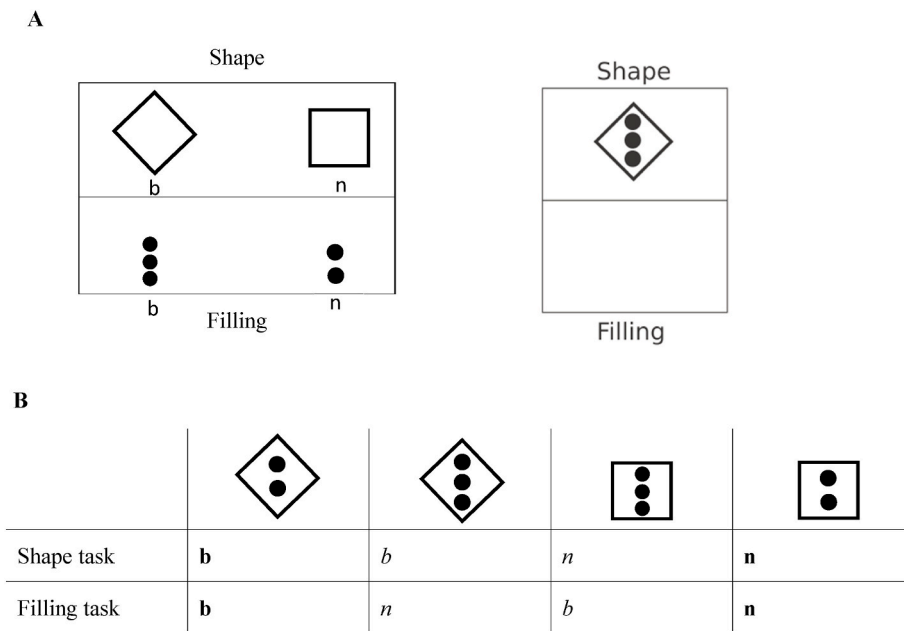 A
Shape
Shape
b n
b n
Filling
Filling
B
Shape task b b n n
Filling task b n b n